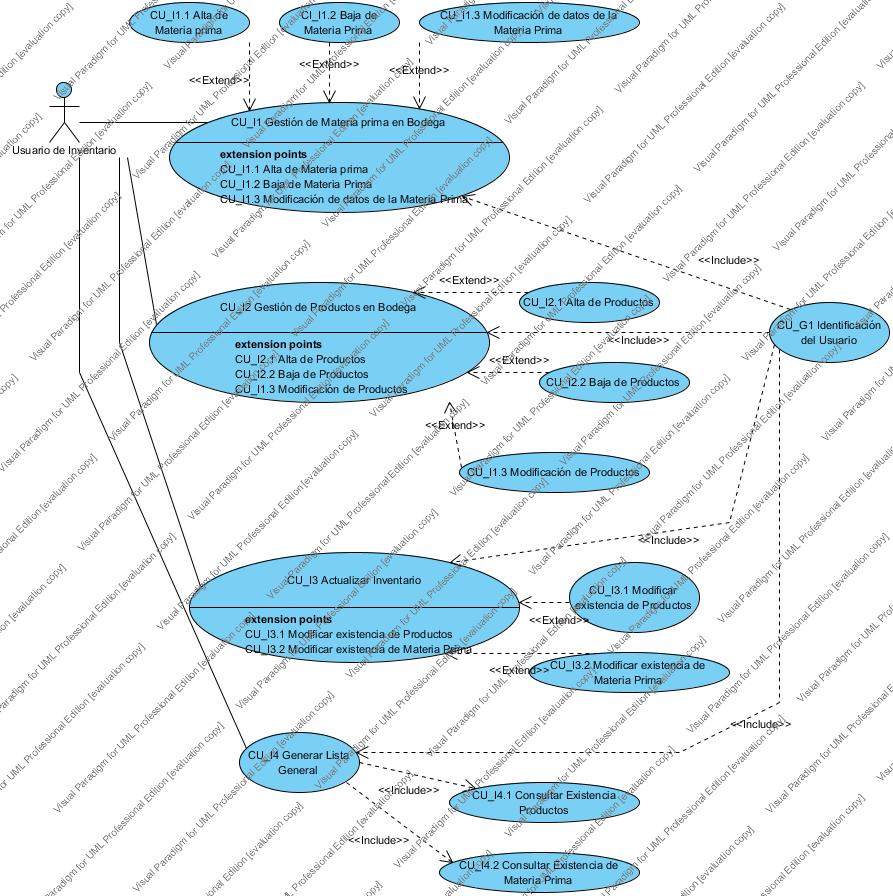 CU_I1.1 Alta de
Materia prima
CI_I1.2 Baja de
Materia Prima
CU_I1.3 Modificación de datos de la
Materia Prima
<<Extend>>
<<Extend>>
<<Extend>>
Usuario de Inventario
CU_I1 Gestión de Materia prima en Bodega
extension points
CU_I1.1 Alta de Materia prima
CU_I1.2 Baja de Materia Prima
CU_I1.3 Modificación de datos de la Materia Prima
<<Include>>
<<Extend>>
CU_I2 Gestión de Productos en Bodega
extension points
CU_I2.1 Alta de Productos
CU_I2.2 Baja de Productos
CU_I1.3 Modificación de Productos
CU_I2.1 Alta de Productos
CU_G1 Identificación
del Usuario
<<Include>>
<<Extend>>
CU_I2.2 Baja de Productos
<<Extend>>
CU_I1.3 Modificación de Productos
<<Include>>
CU_I3 Actualizar Inventario
extension points
CU_I3.1 Modificar existencia de Productos
CU_I3.2 Modificar existencia de Materia Prima
CU_I3.1 Modificar
existencia de Productos
<<Extend>>
<<Extend>>
CU_I3.2 Modificar existencia de
Materia Prima
<<Include>>
CU_I4 Generar Lista
General
<<Include>>
CU_I4.1 Consultar Existencia
Productos
<<Include>>
CU_I4.2 Consultar Existencia de
Materia Prima
Visual Paradigm for UML Professional Edition [evaluation copy]